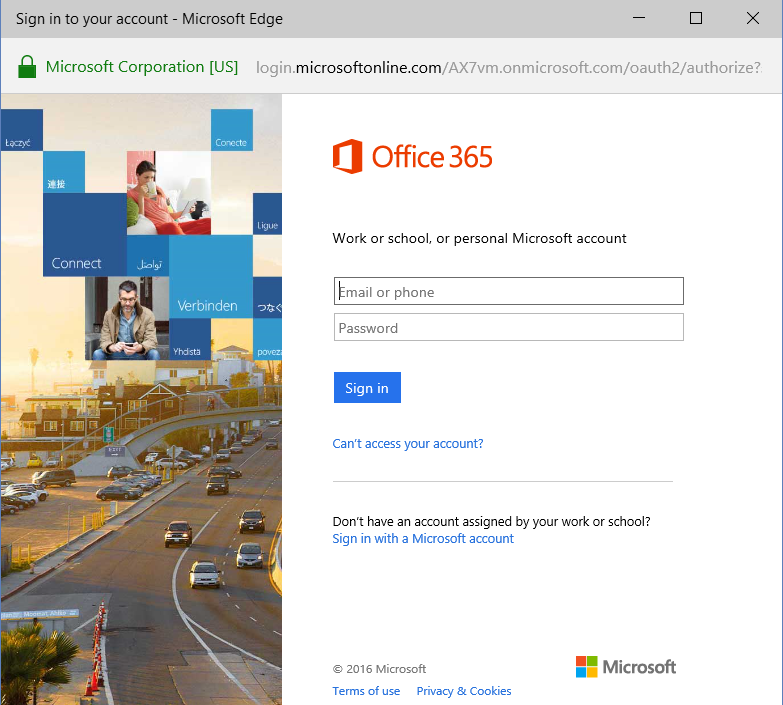 Sign in to your account - Microsoft Edge
Microsoft Corporation [US] login.microsoftonline.com/AX7vm.onmicrosoft.com/oauth2/authorize?
Łączyć
Conecte
連接
Ligue
Connect
تواصل
Verbinden
つなぐ
Yhdistä
poveza
EXIT
Office 365
Work or school, or personal Microsoft account
Email or phone
Password
Sign in
Can't access your account?
Don't have an account assigned by your work or school?
Sign in with a Microsoft account
© 2016 Microsoft
Microsoft
Terms of use Privacy & Cookies